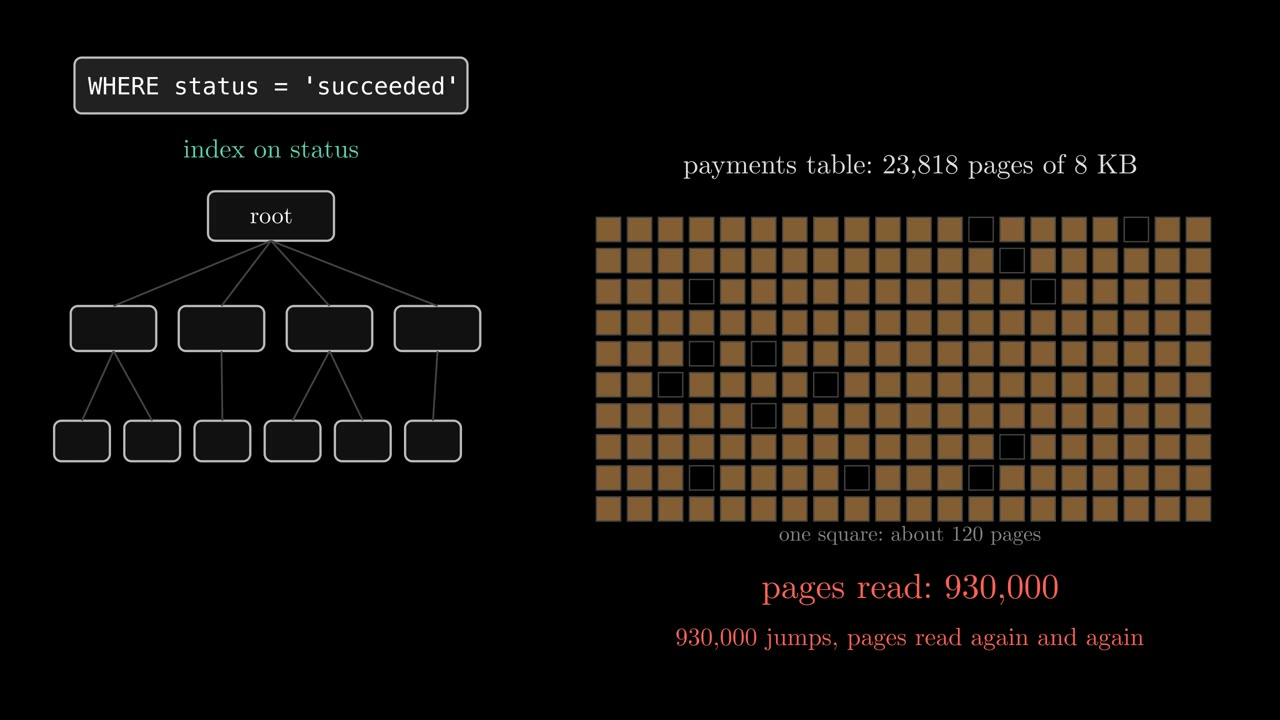 WHERE status = 'succeeded'
index on status
root
payments table: 23,818 pages of 8 KB
one square: about 120 pages
pages read: 930,000
930,000 jumps, pages read again and again